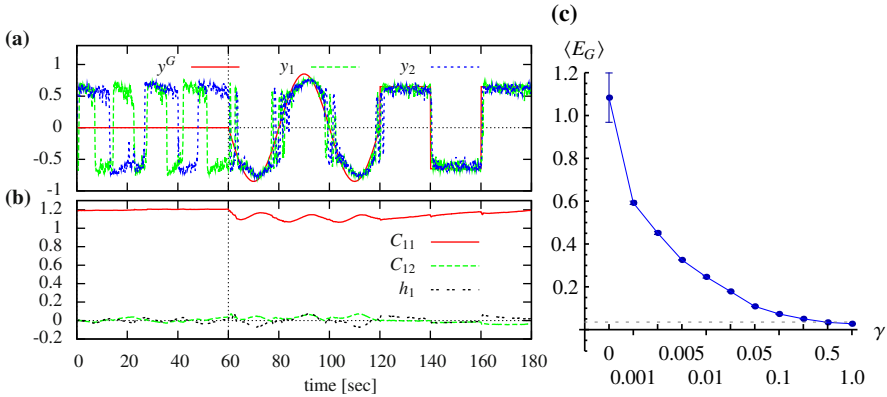 (a)
1
0.5
0
-0.5
-1
y^G
y_1
y_2
(b)
1.2
1
0.8
0.6
0.4
0.2
0
-0.2
C_11
C_12
h_1
0 20 40 60 80 100 120 140 160 180
time [sec]
(c)
⟨E_G⟩
1.2
1.0
0.8
0.6
0.4
0.2
0 0.005 0.05 0.5 γ
0.001 0.01 0.1 1.0